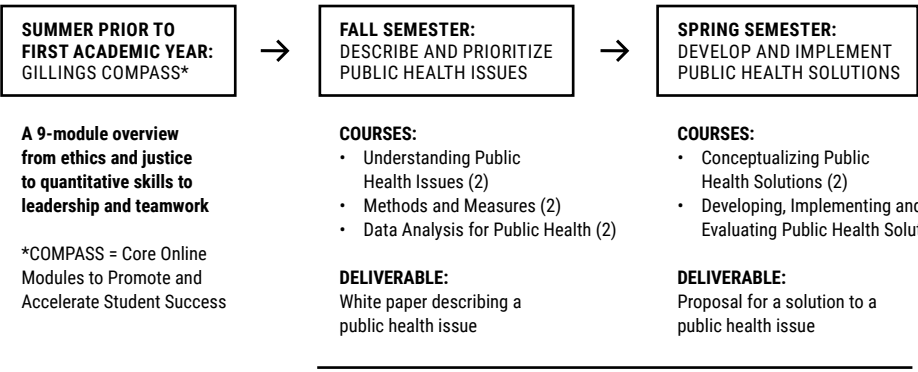 SUMMER PRIOR TO
FIRST ACADEMIC YEAR:
GILLINGS COMPASS*
A 9-module overview
from ethics and justice
to quantitative skills to
leadership and teamwork
*COMPASS = Core Online
Modules to Promote and
Accelerate Student Success
FALL SEMESTER:
DESCRIBE AND PRIORITIZE
PUBLIC HEALTH ISSUES
COURSES:
• Understanding Public
Health Issues (2)
• Methods and Measures (2)
• Data Analysis for Public Health (2)
DELIVERABLE:
White paper describing a
public health issue
SPRING SEMESTER:
DEVELOP AND IMPLEMENT
PUBLIC HEALTH SOLUTIONS
COURSES:
• Conceptualizing Public
Health Solutions (2)
• Developing, Implementing and
Evaluating Public Health
DELIVERABLE:
Proposal for a solution to a
public health issue